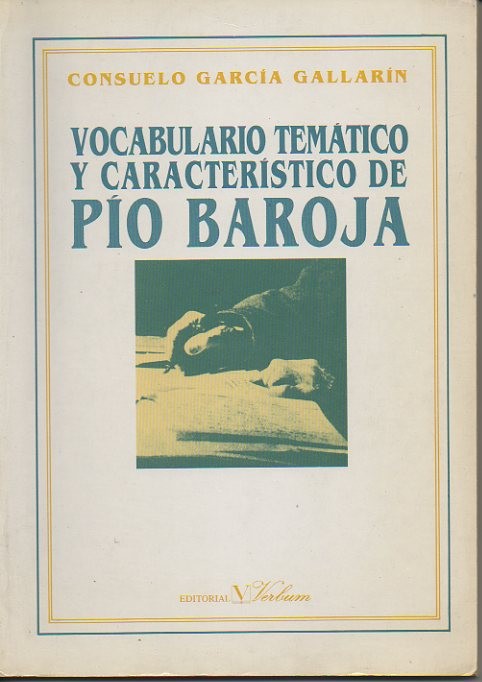 CONSUELO GARCÍA GALLARÍN
VOCABULARIO TEMÁTICO
Y CARACTERÍSTICO DE
PÍO BAROJA
EDITORIAL V Verbum